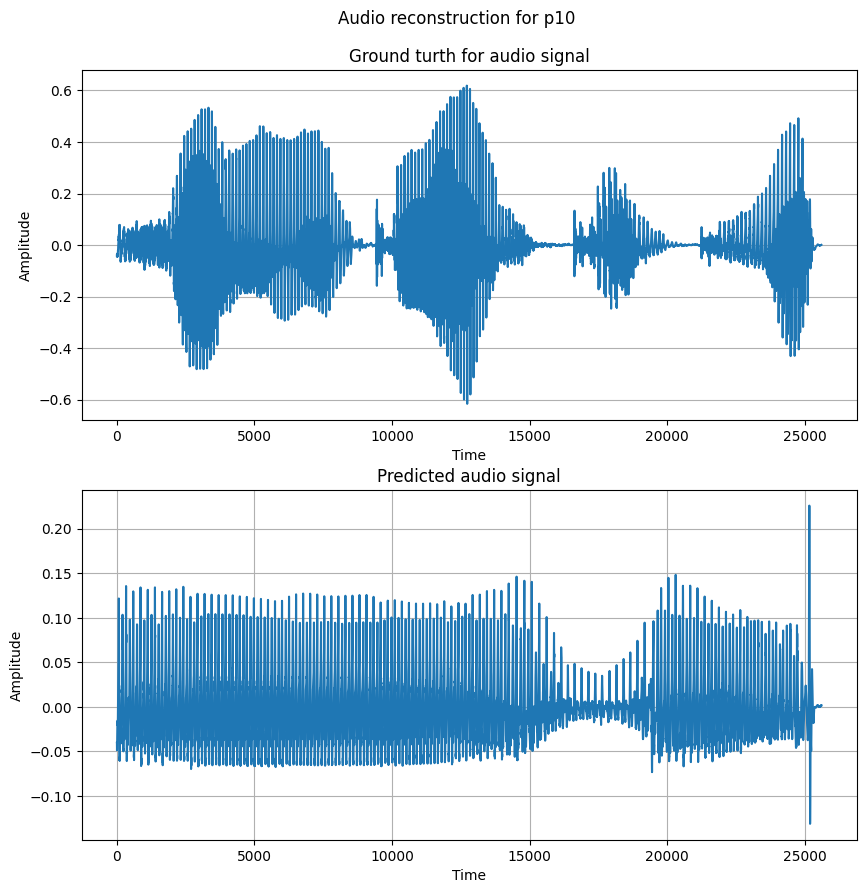 Audio reconstruction for p10
Ground turth for audio signal
0.6
0.4
0.2
0.0
−0.2
−0.4
−0.6
Amplitude
0 5000 10000 15000 20000 25000
Time
Predicted audio signal
0.20
0.15
0.10
0.05
0.00
−0.05
−0.10
Amplitude
0 5000 10000 15000 20000 25000
Time